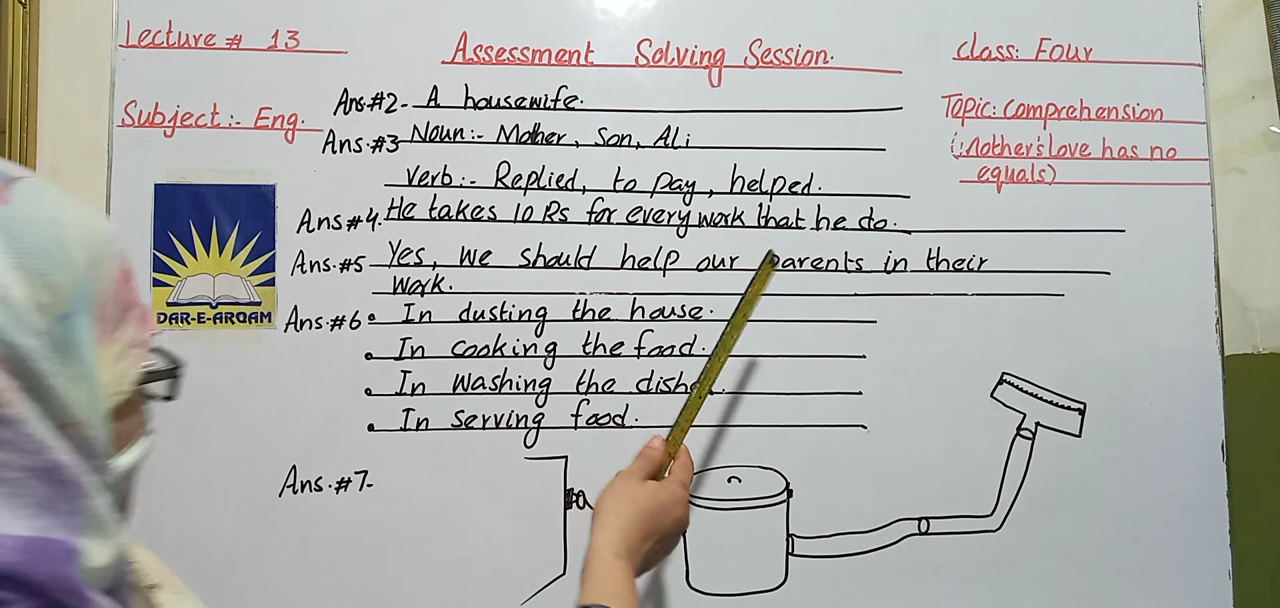 Lecture # 13
Assessment Solving Session.
Class: Four
Subject:- Eng.
Topic: Comprehension
(Mother's love has no
equals)
Ans.#2- A housewife.
Ans.#3 Noun:- Mother, Son, Ali
Verb:- Replied, to pay, helped.
Ans#4. He takes 10 Rs for every work that he do.
Ans.#5 Yes, we should help our parents in their
work.
Ans.#6 • In dusting the house.
• In cooking the food.
• In washing the
• In serving food.
Ans.#7-
DAR-E-ARQAM